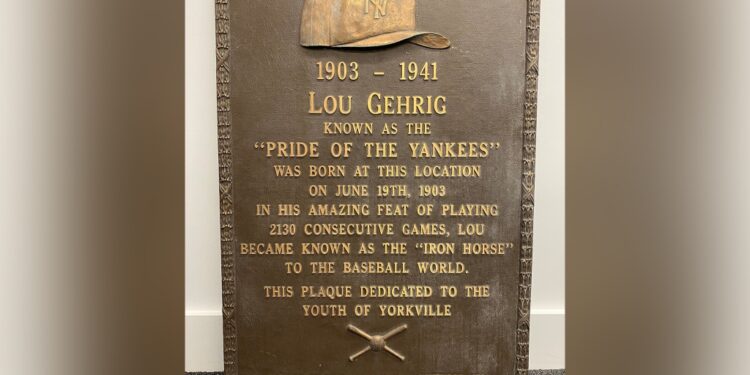 NY
1903 - 1941
LOU GEHRIG
KNOWN AS THE
"PRIDE OF THE YANKEES"
WAS BORN AT THIS LOCATION
ON JUNE 19TH, 1903
IN HIS AMAZING FEAT OF PLAYING
2130 CONSECUTIVE GAMES, LOU
BECAME KNOWN AS THE "IRON HORSE"
TO THE BASEBALL WORLD.
THIS PLAQUE DEDICATED TO THE
YOUTH OF YORKVILLE